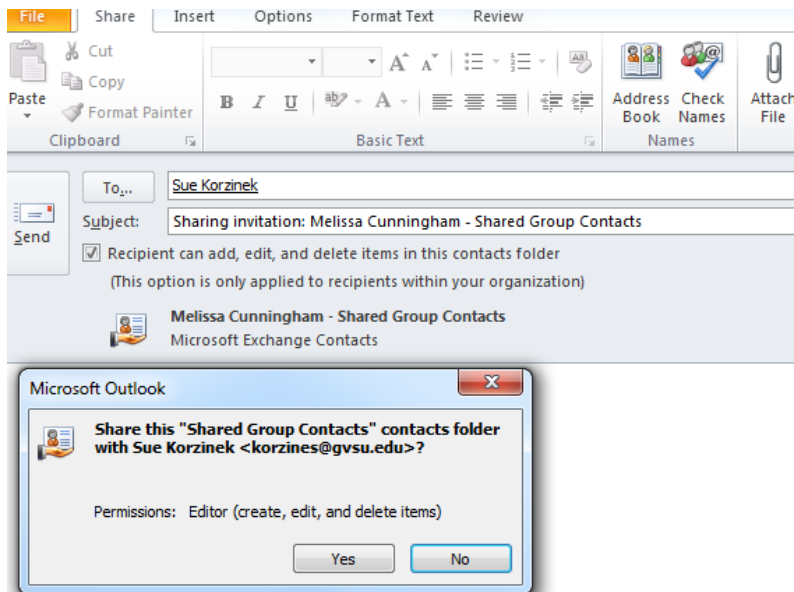 File Share Insert Options Format Text Review
Cut
Copy
Format Painter
Paste
Clipboard
A A
B I U ab A
Basic Text
Address Book
Check Names
Names
Attach File
Send
To...
Sue Korzinek
Subject:
Sharing invitation: Melissa Cunningham - Shared Group Contacts
Recipient can add, edit, and delete items in this contacts folder
(This option is only applied to recipients within your organization)
Melissa Cunningham - Shared Group Contacts
Microsoft Exchange Contacts
Microsoft Outlook
Share this "Shared Group Contacts" contacts folder
with Sue Korzinek <korzines@gvsu.edu>?
Permissions: Editor (create, edit, and delete items)
Yes No